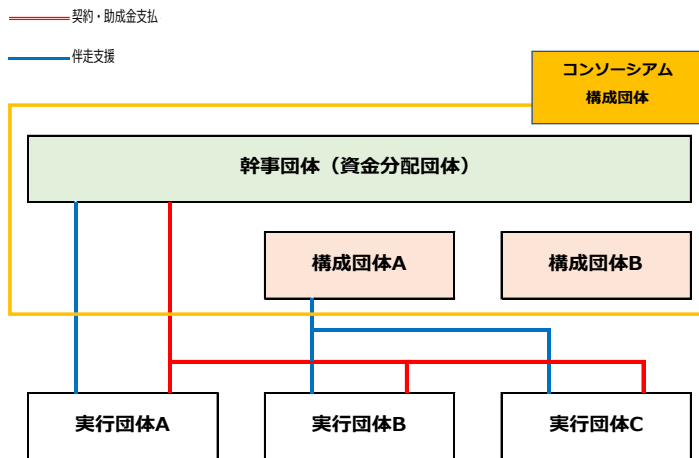 契約・助成金支払
伴走支援
コンソーシアム
構成団体
幹事団体（資金分配団体）
構成団体A
構成団体B
実行団体A
実行団体B
実行団体C